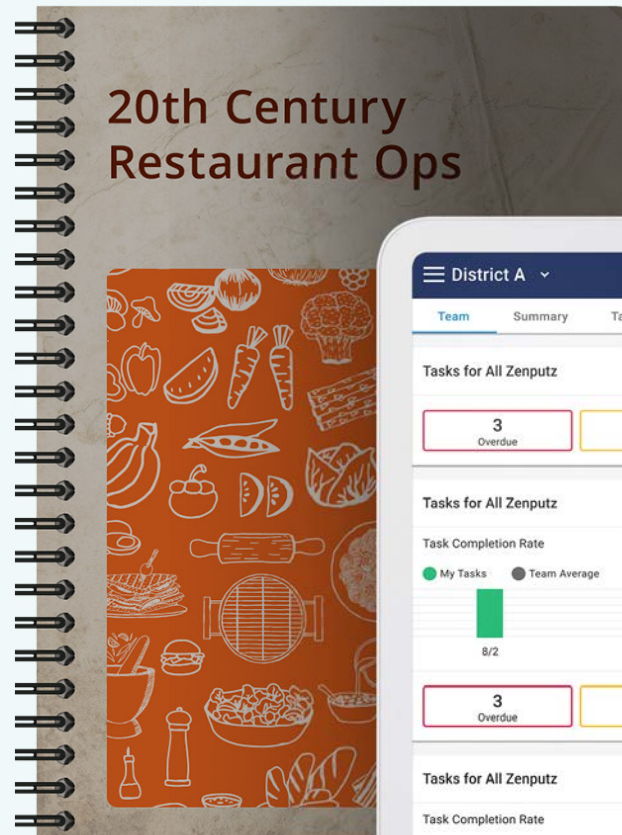 20th Century
Restaurant Ops
District A
Team Summary
Tasks for All Zenputz
3
Overdue
Tasks for All Zenputz
Task Completion Rate
My Tasks Team Average
8/2
3
Overdue
Tasks for All Zenputz
Task Completion Rate